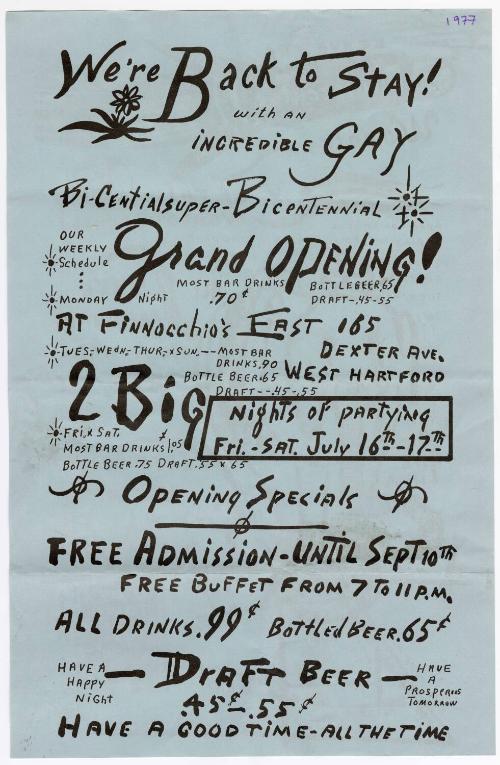 1977
We're Back to Stay!
with an
incredible GAY
Bi-Centialsuper-Bicentennial
Grand OPENING!
OUR
WEEKLY
Schedule
MONDAY Night
MOST BAR DRINKS
.70¢
BOTTLE BEER.65
DRAFT-.45-55
AT Finnocchio's East 165
DEXTER AVE.
WEST HARTFORD
TUES,-WEDN,-THUR,&SUN.--MOST BAR
DRINKS.90
BOTTLE BEER.65
DRAFT--.45-.55
2 Big
Nights of partying
Fri.-SAT. July 16TH-17TH
FRI,& SAT,
MOST BAR DRINKS $1.05
BOTTLE BEER.75 DRAFT.55 & 65
Opening Specials
FREE ADMISSION-UNTIL SEPT 10TH
FREE BUFFET FROM 7 TO 11 P.M.
ALL DRINKS.99¢ Bottled BEER.65¢
HAVE A
HAPPY
Night
—DRAFT BEER—
.45¢-.55¢
HAVE
A
PROSPEROUS
TOMORROW
HAVE A GOOD TIME-ALL THE TIME